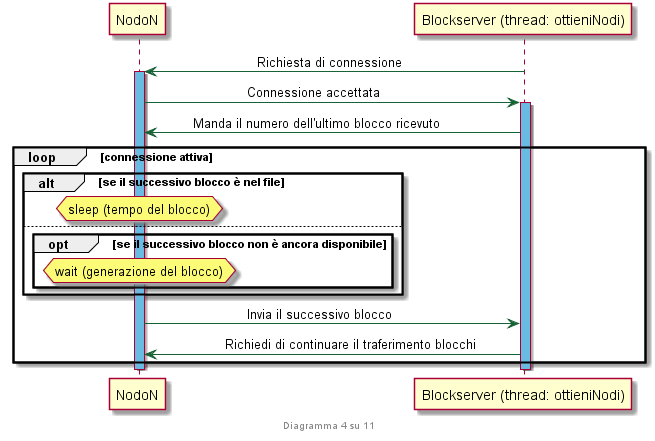 NodoN
Blockserver (thread: ottieniNodi)
Richiesta di connessione
Connessione accettata
Manda il numero dell'ultimo blocco ricevuto
loop [connessione attiva]
alt [se il successivo blocco è nel file]
sleep (tempo del blocco)
opt [se il successivo blocco non è ancora disponibile]
wait (generazione del blocco)
Invia il successivo blocco
Richiedi di continuare il traferimento blocchi
NodoN
Blockserver (thread: ottieniNodi)
Diagramma 4 su 11